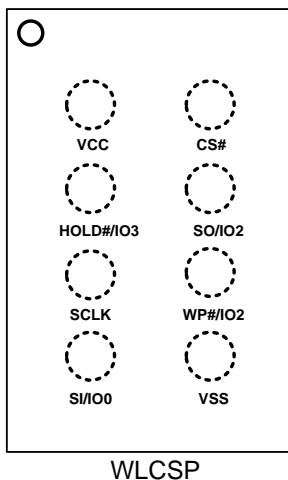 VCC CS#
HOLD#/IO3 SO/IO2
SCLK WP#/IO2
SI/IO0 VSS
WLCSP